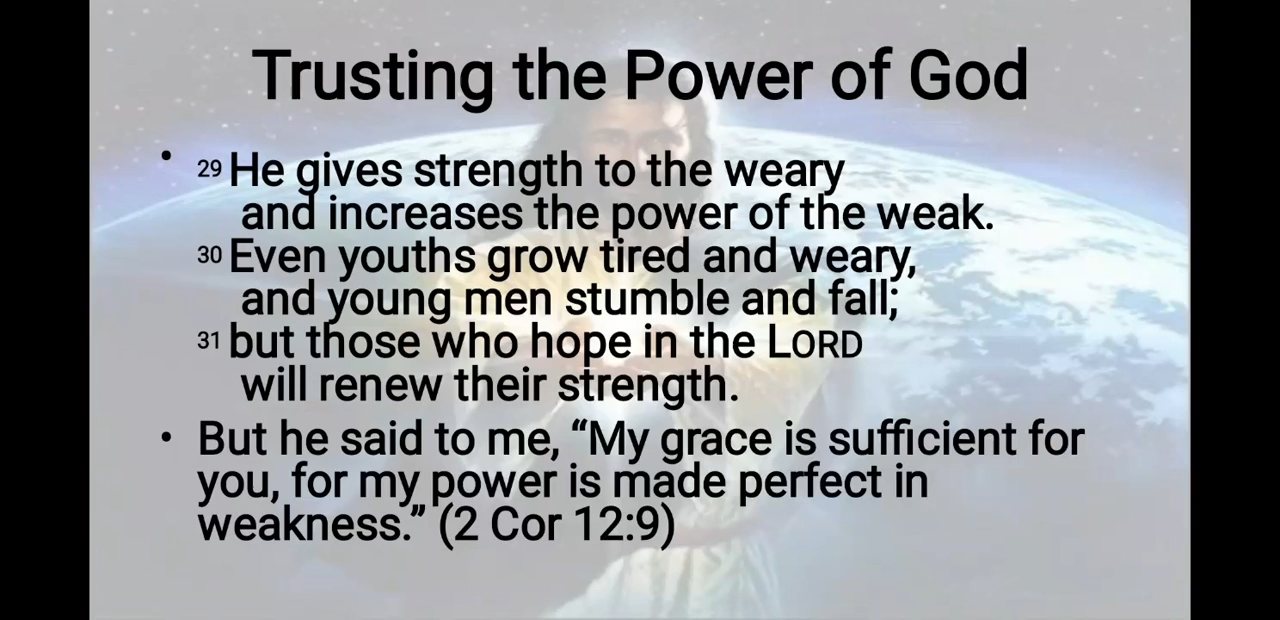 Trusting the Power of God
• 29 He gives strength to the weary
and increases the power of the weak.
30 Even youths grow tired and weary,
and young men stumble and fall;
31 but those who hope in the LORD
will renew their strength.
• But he said to me, “My grace is sufficient for
you, for my power is made perfect in
weakness.” (2 Cor 12:9)